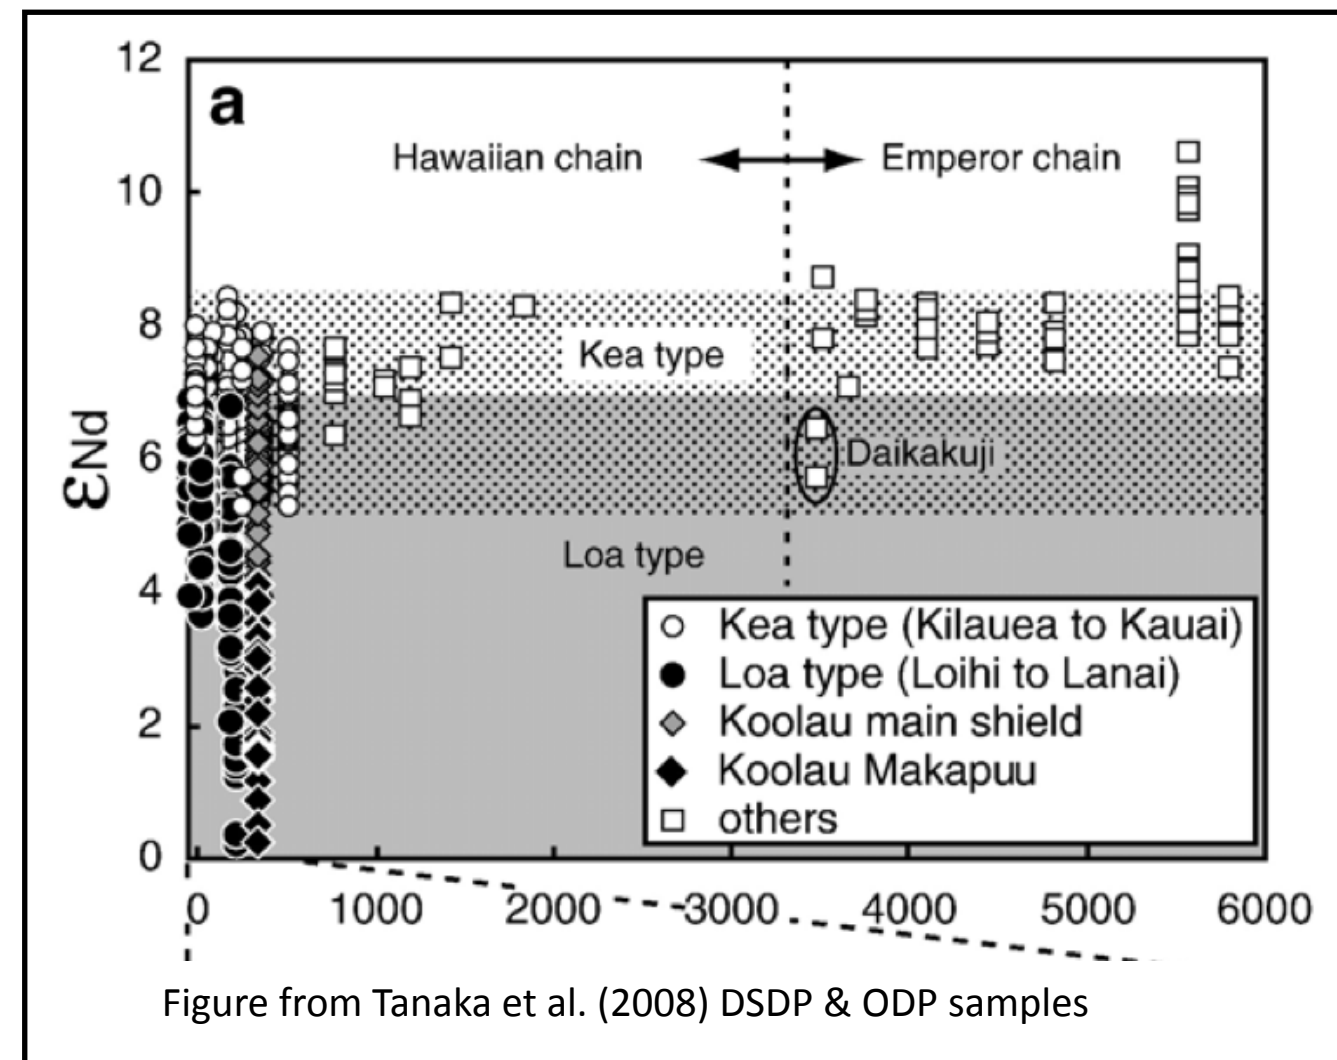 12
a
Hawaiian chain
Emperor chain
10
8
Kea type
6
Daikakuji
εNd
Loa type
4
Kea type (Kilauea to Kauai)
Loa type (Loihi to Lanai)
2
Koolau main shield
Koolau Makapuu
others
0
0 1000 2000 3000 4000 5000 6000
Figure from Tanaka et al. (2008) DSDP & ODP samples